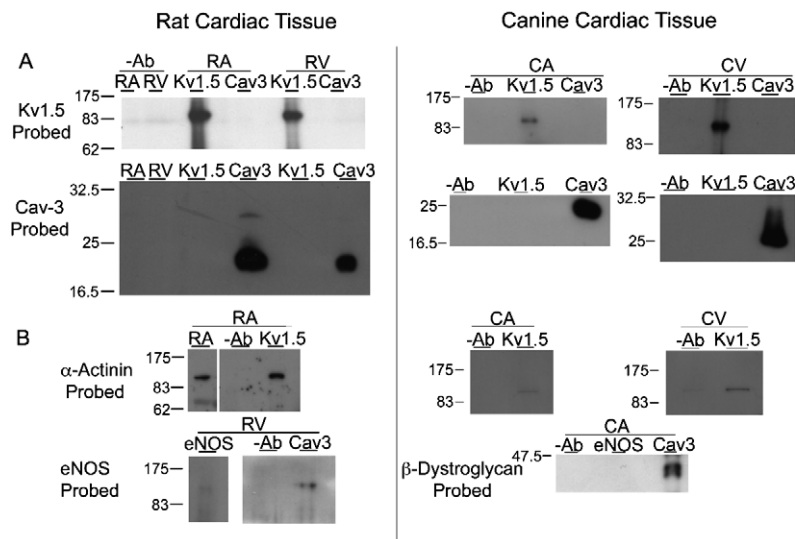 Rat Cardiac Tissue
Canine Cardiac Tissue
A
-Ab RA RV
RA RV Kv1.5 Cav3 Kv1.5 Cav3
Kv1.5 Probed
175
83
62
RA RV Kv1.5 Cav3 Kv1.5 Cav3
Cav-3 Probed
32.5
25
16.5
CA
-Ab Kv1.5 Cav3
175
83
CV
-Ab Kv1.5 Cav3
175
83
-Ab Kv1.5 Cav3
25
16.5
-Ab Kv1.5 Cav3
32.5
25
B
RA
RA -Ab Kv1.5
α-Actinin Probed
175
83
62
RV
eNOS -Ab Cav3
eNOS Probed
175
83
CA
-Ab Kv1.5
175
83
CV
-Ab Kv1.5
175
83
CA
-Ab eNOS Cav3
47.5
β-Dystroglycan Probed